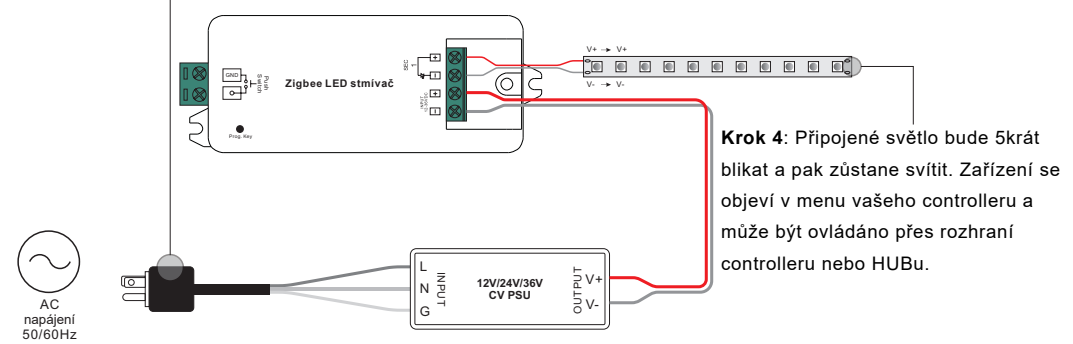 V+ --➤ V+
V- --➤ V-
SEC
1
+
-
+
-
GND
Push
Switch
Zigbee LED stmívač
Prog. Key
Krok 4: Připojené světlo bude 5krát
blikat a pak zůstane svítit. Zařízení se
objeví v menu vašeho controlleru a
může být ovládáno přes rozhraní
controlleru nebo HUBu.
AC
napájení
50/60Hz
L
N
G
INPUT
12V/24V/36V
CV PSU
OUTPUT
V+
V-